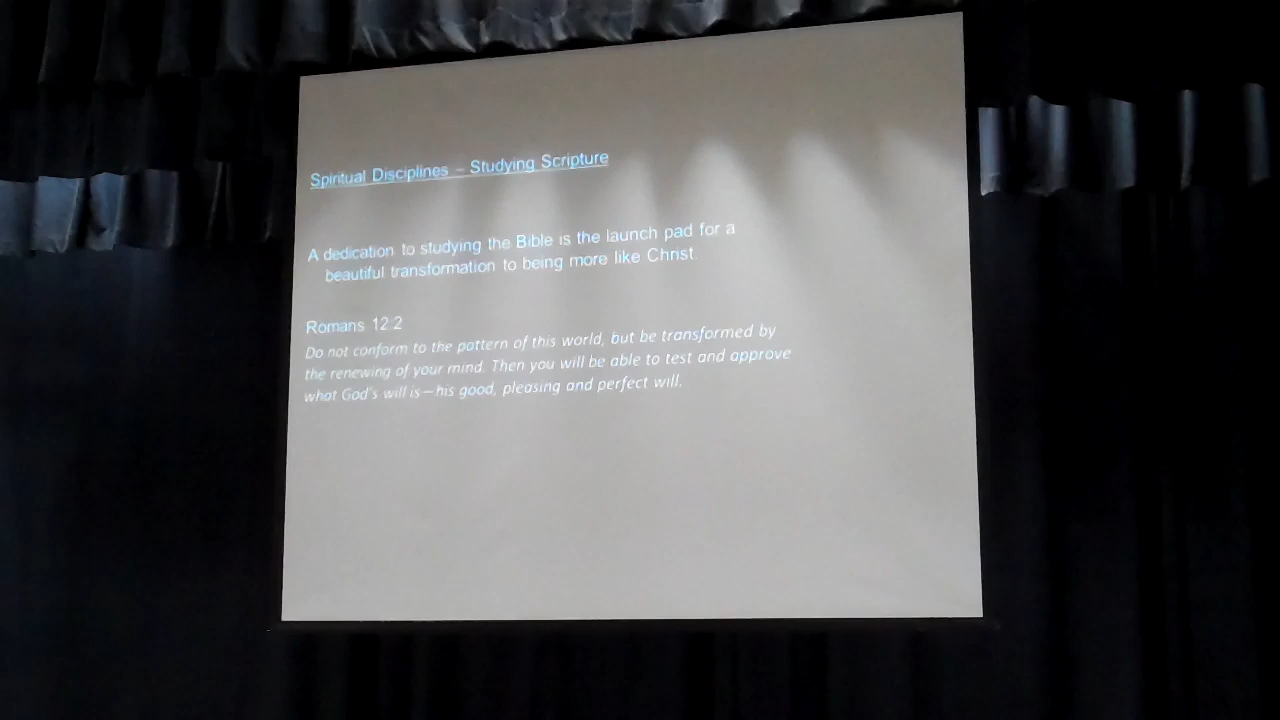 Spiritual Disciplines – Studying Scripture
A dedication to studying the Bible is the launch pad for a
beautiful transformation to being more like Christ.
Romans 12:2
Do not conform to the pattern of this world, but be transformed by
the renewing of your mind. Then you will be able to test and approve
what God's will is—his good, pleasing and perfect will.